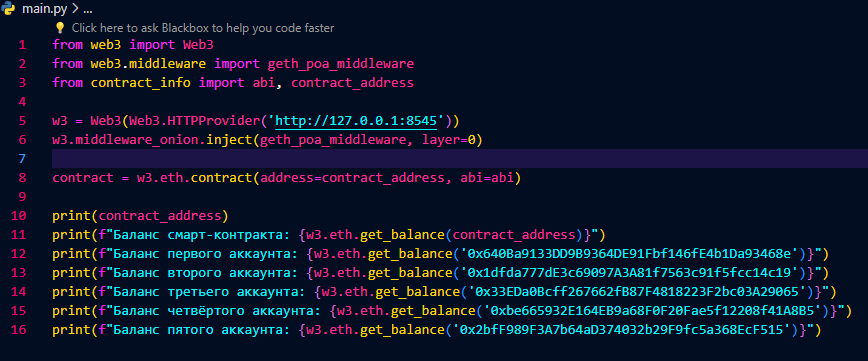 main.py > ...
Click here to ask Blackbox to help you code faster
1 from web3 import Web3
2 from web3.middleware import geth_poa_middleware
3 from contract_info import abi, contract_address
4
5 w3 = Web3(Web3.HTTPProvider('http://127.0.0.1:8545'))
6 w3.middleware_onion.inject(geth_poa_middleware, layer=0)
7
8 contract = w3.eth.contract(address=contract_address, abi=abi)
9
10 print(contract_address)
11 print(f"Баланс смарт-контракта: {w3.eth.get_balance(contract_address)}")
12 print(f"Баланс первого аккаунта: {w3.eth.get_balance('0x640Ba9133DD9B9364DE91Fbf146fE4b1Da93468e')}")
13 print(f"Баланс второго аккаунта: {w3.eth.get_balance('0x1dfda777dE3c69097A3A81f7563c91f5fcc14c19')}")
14 print(f"Баланс третьего аккаунта: {w3.eth.get_balance('0x33EDa0Bcff267662fB87F4818223F2bc03A29065')}")
15 print(f"Баланс четвёртого аккаунта: {w3.eth.get_balance('0xbe665932E164EB9a68F0F20Fae5f12208f41A8B5')}")
16 print(f"Баланс пятого аккаунта: {w3.eth.get_balance('0x2bfF989F3A7b64aD374032b29F9fc5a368EcF515')}")